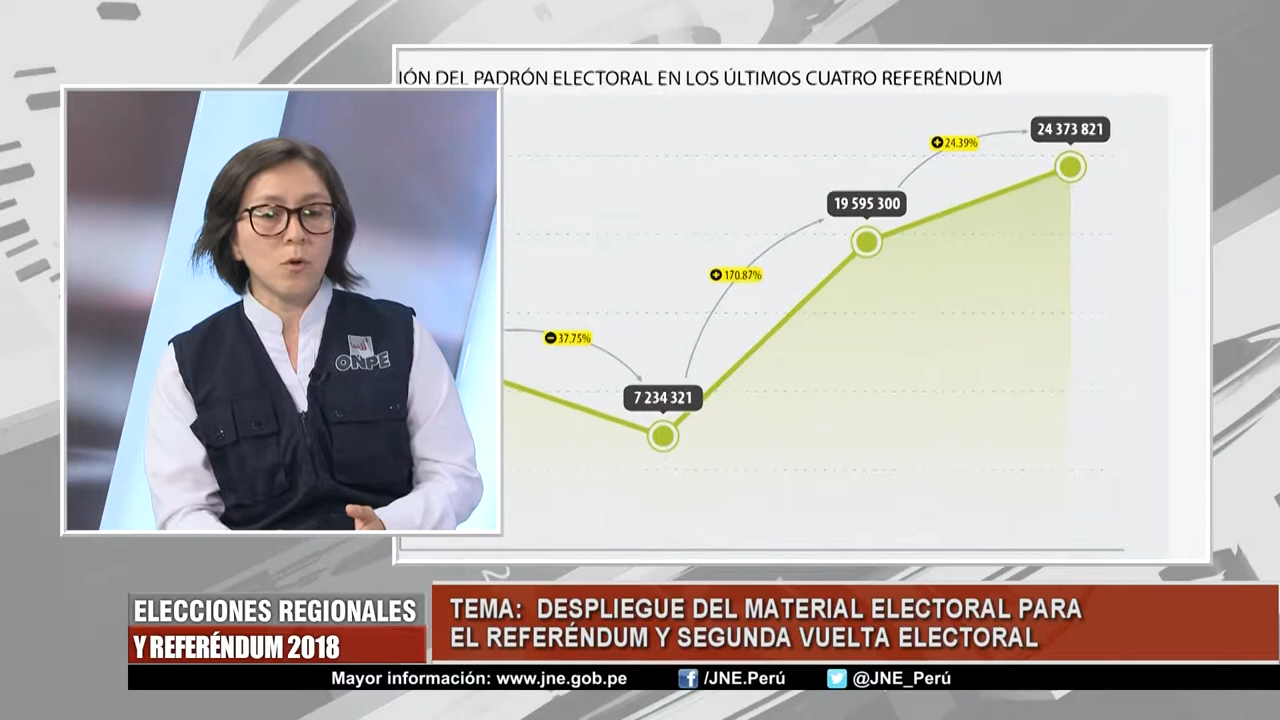 IÓN DEL PADRÓN ELECTORAL EN LOS ÚLTIMOS CUATRO REFERÉNDUM
24 373 821
24.39%
19 595 300
170.87%
37.75%
7 234 321
ONPE
ELECCIONES REGIONALES
Y REFERÉNDUM 2018
TEMA: DESPLIEGUE DEL MATERIAL ELECTORAL PARA
EL REFERÉNDUM Y SEGUNDA VUELTA ELECTORAL
Mayor información: www.jne.gob.pe /JNE.Perú @JNE_Perú